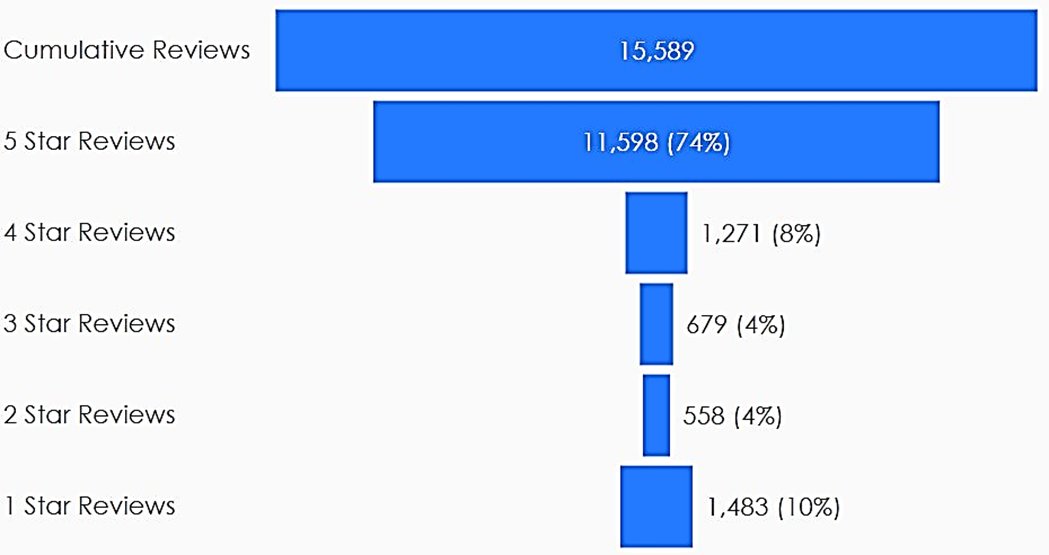 Cumulative Reviews 15,589
5 Star Reviews 11,598 (74%)
4 Star Reviews 1,271 (8%)
3 Star Reviews 679 (4%)
2 Star Reviews 558 (4%)
1 Star Reviews 1,483 (10%)